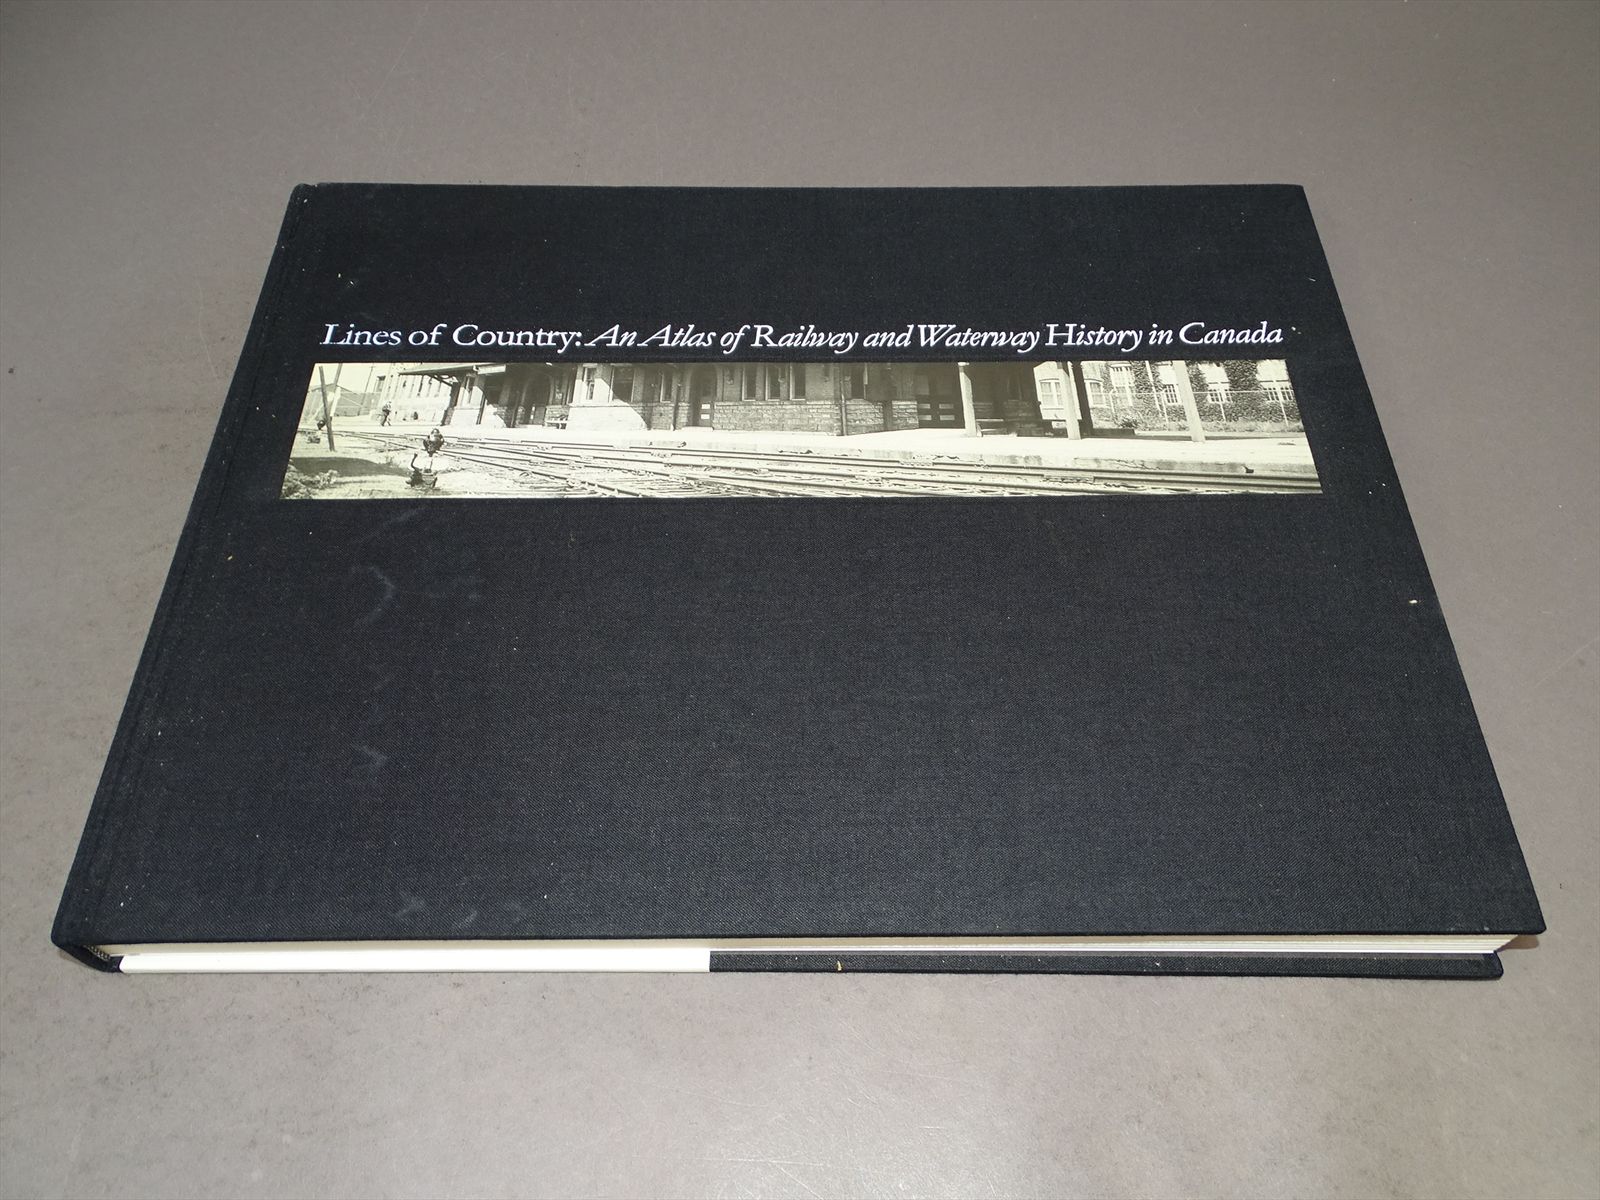 Lines of Country: An Atlas of Railway and Waterway History in Canada